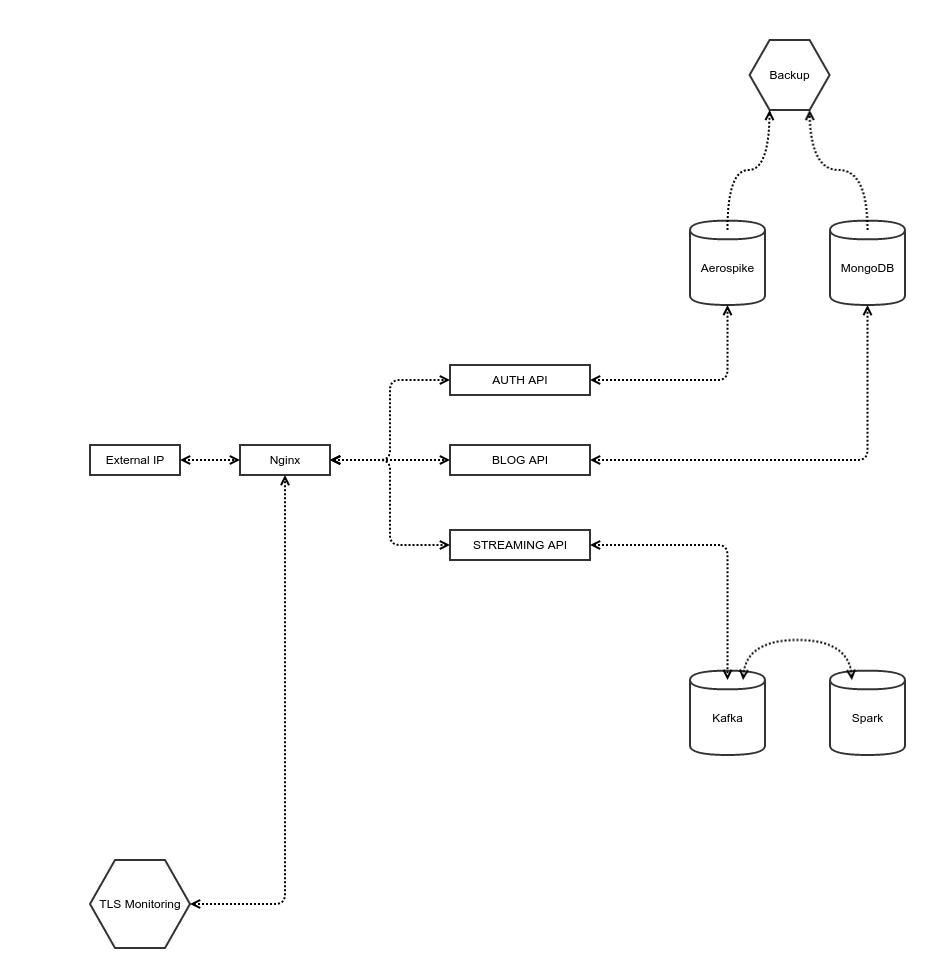 Backup
Aerospike
MongoDB
AUTH API
External IP
Nginx
BLOG API
STREAMING API
Kafka
Spark
TLS Monitoring